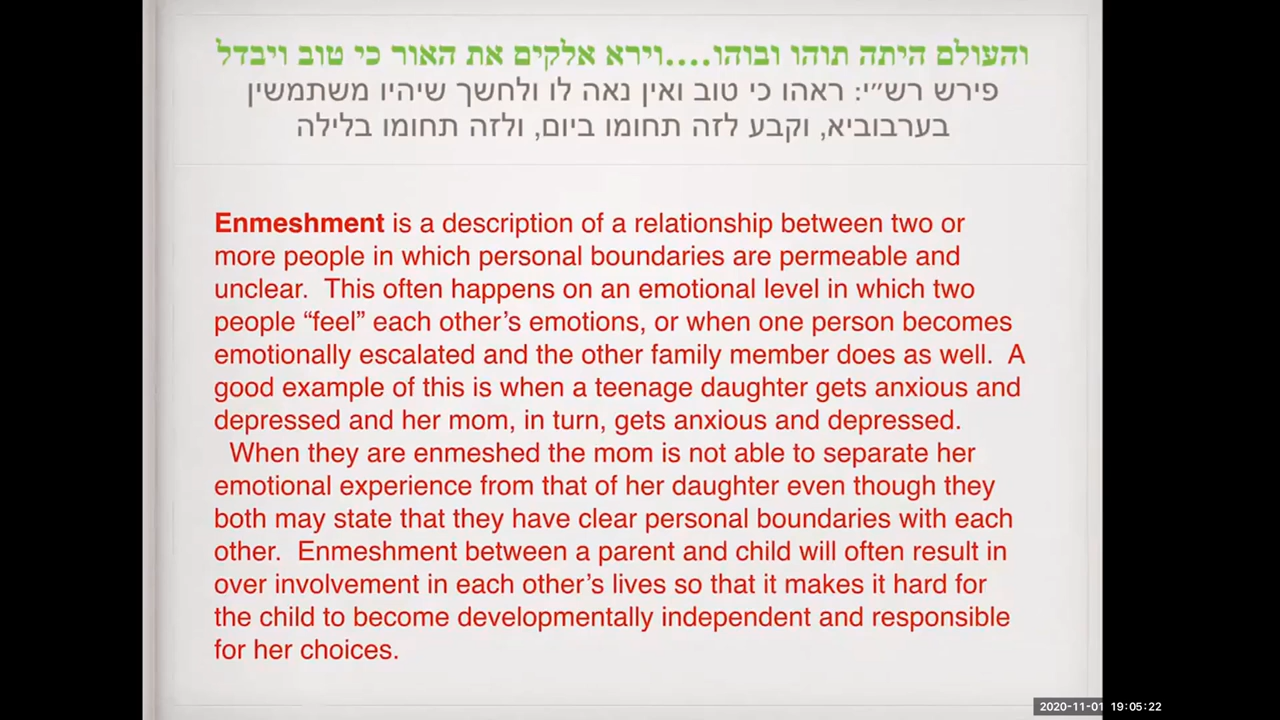 והעולם היתה תוהו ובוהו....וירא אלקים את האור כי טוב ויבדל
פירש רש״י: ראהו כי טוב ואין נאה לו ולחשך שיהיו משתמשין
בערבוביא, וקבע לזה תחומו ביום, ולזה תחומו בלילה
Enmeshment is a description of a relationship between two or
more people in which personal boundaries are permeable and
unclear.  This often happens on an emotional level in which two
people “feel” each other’s emotions, or when one person becomes
emotionally escalated and the other family member does as well.  A
good example of this is when a teenage daughter gets anxious and
depressed and her mom, in turn, gets anxious and depressed.
When they are enmeshed the mom is not able to separate her
emotional experience from that of her daughter even though they
both may state that they have clear personal boundaries with each
other.  Enmeshment between a parent and child will often result in
over involvement in each other’s lives so that it makes it hard for
the child to become developmentally independent and responsible
for her choices.
2020-11-01 19:05:22